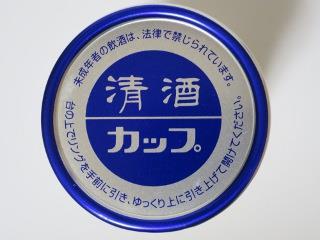 未成年者の飲酒は、法律で禁じられています。
清酒
カップ。
台の上でリングを手前に引き、ゆっくり上に引き上げて開けてください。